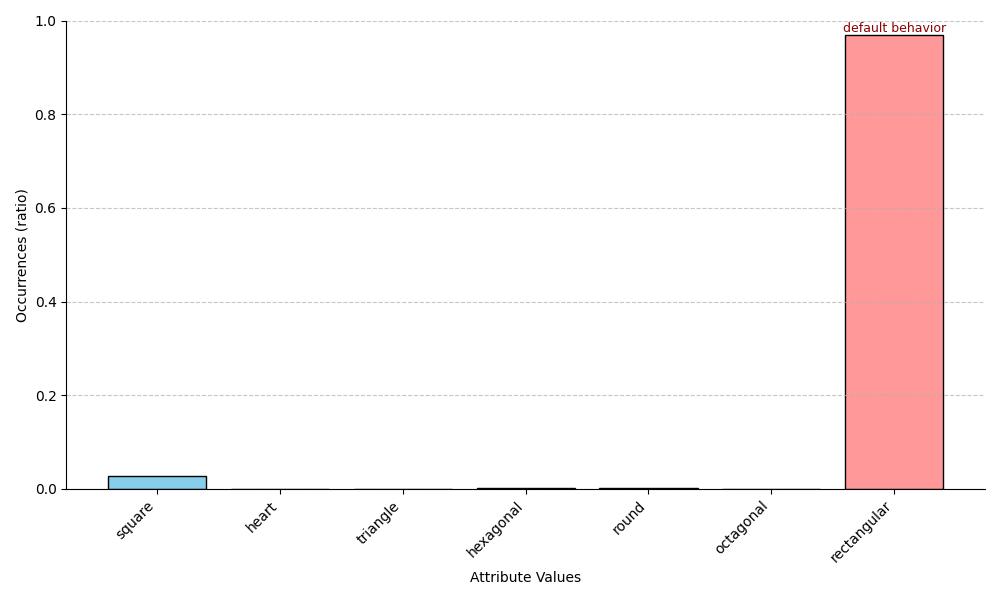 1.0
default behavior
0.8
0.6
0.4
0.2
0.0
Occurrences (ratio)
square
heart
triangle
hexagonal
round
octagonal
rectangular
Attribute Values